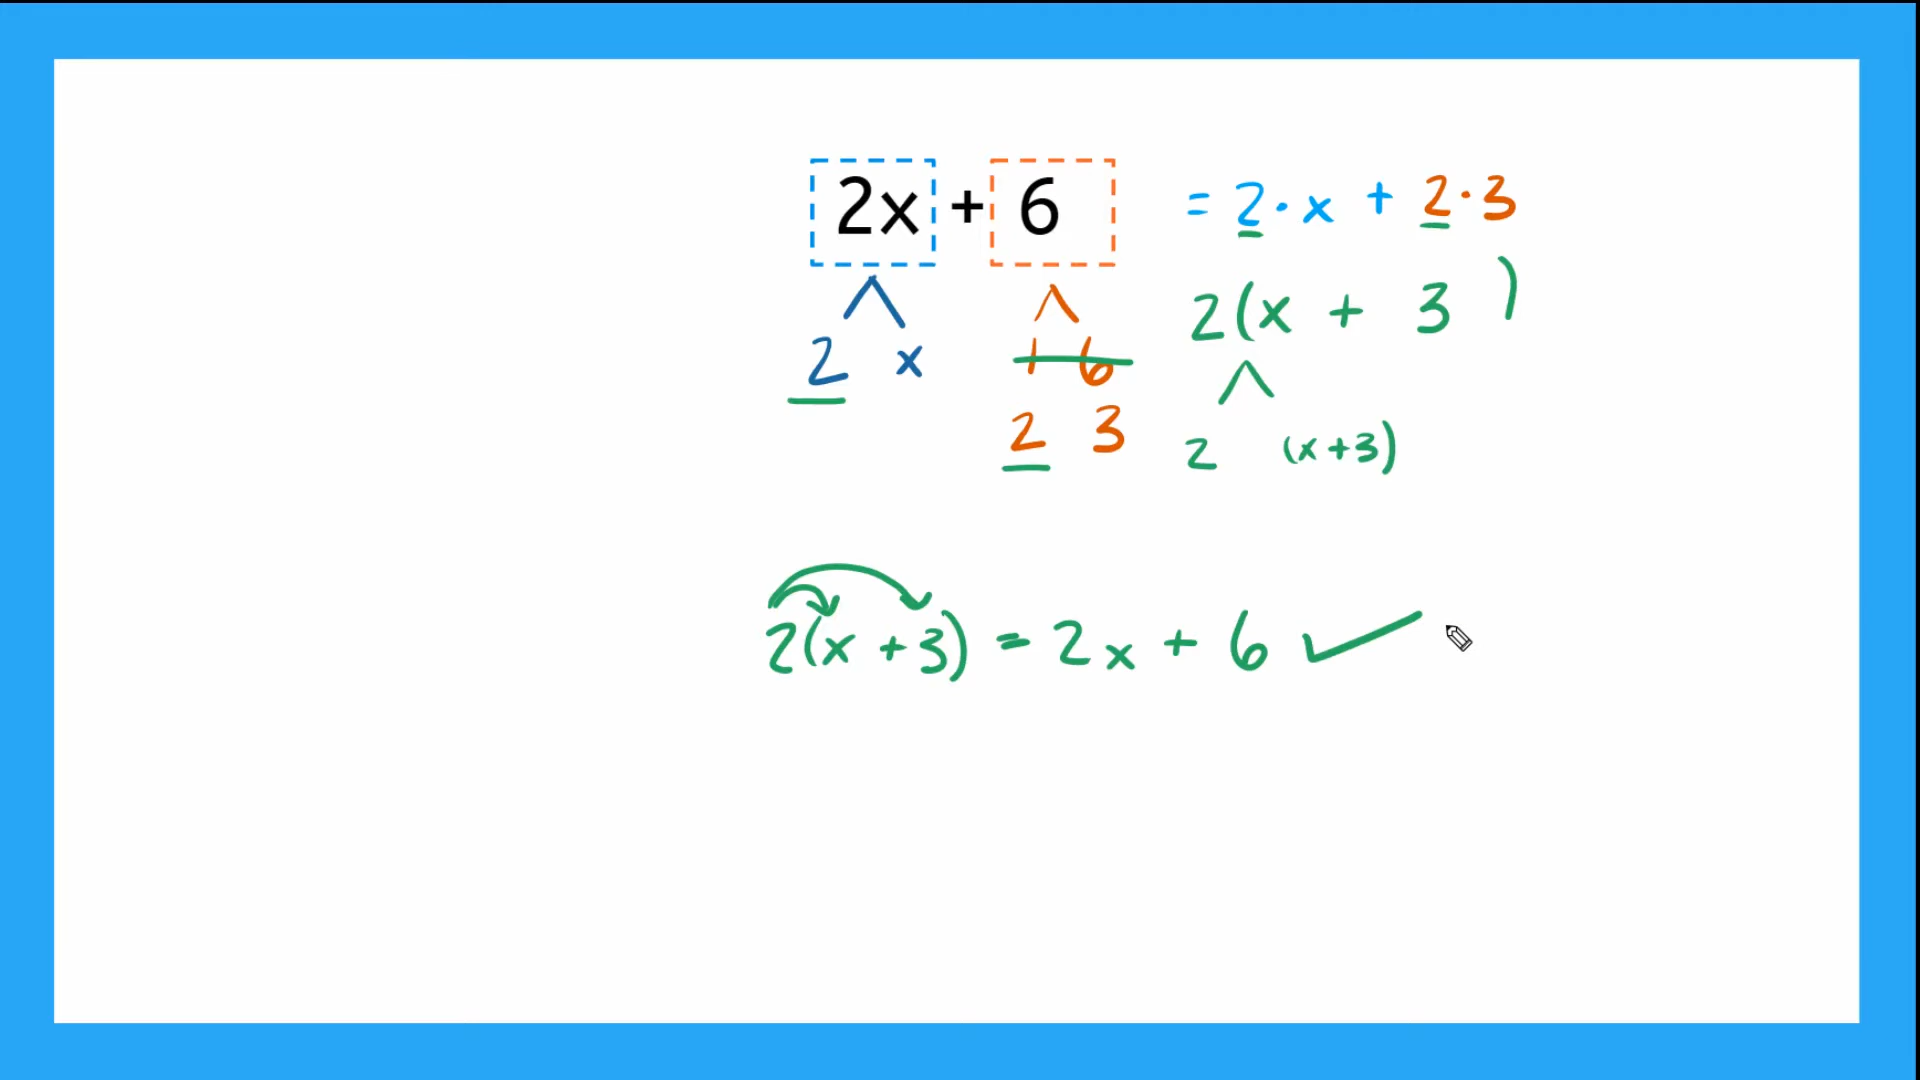 2x + 6 = 2 · x + 2 · 3
2(x + 3)
2 x 1 6
2 3 2 (x + 3)
2(x + 3) = 2x + 6 ✓